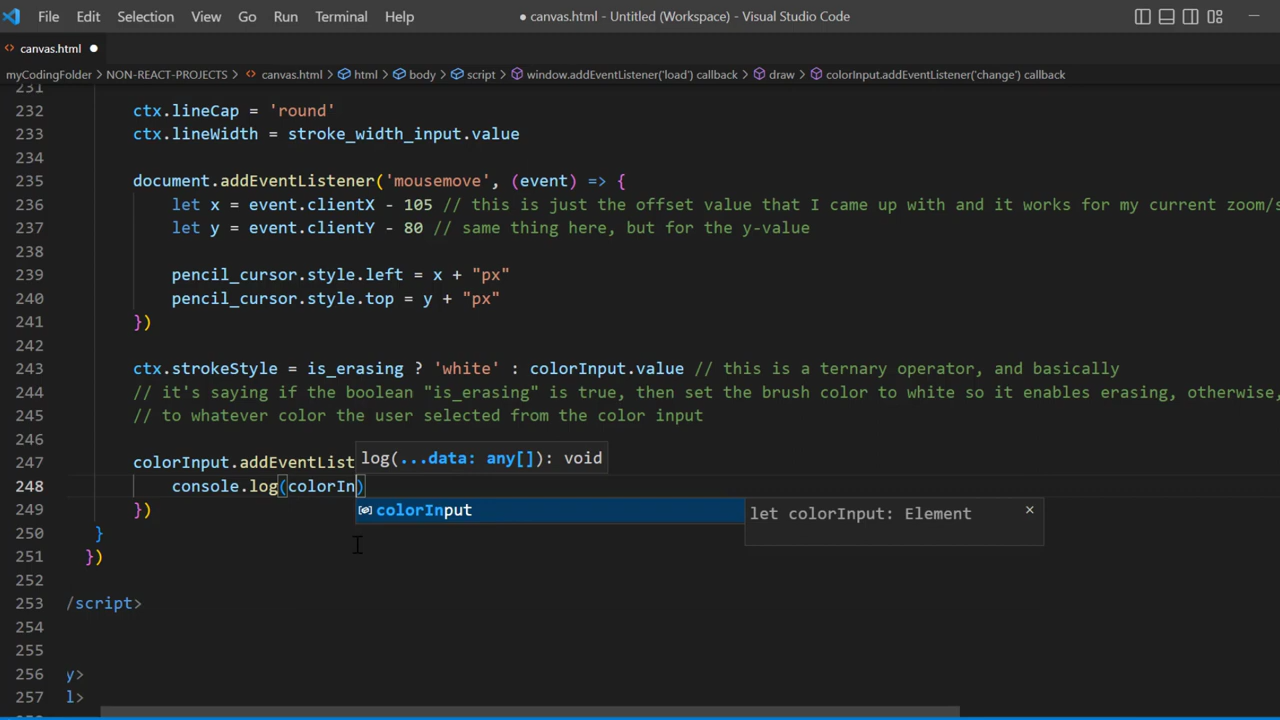 File Edit Selection View Go Run Terminal Help ● canvas.html - Untitled (Workspace) - Visual Studio Code
canvas.html
myCodingFolder > NON-REACT-PROJECTS > canvas.html > html > body > script > window.addEventListener('load') callback > draw > colorInput.addEventListener('change') callback
231
232 ctx.lineCap = 'round'
233 ctx.lineWidth = stroke_width_input.value
234
235 document.addEventListener('mousemove', (event) => {
236 let x = event.clientX - 105 // this is just the offset value that I came up with and it works for my current zoom/s
237 let y = event.clientY - 80 // same thing here, but for the y-value
238
239 pencil_cursor.style.left = x + "px"
240 pencil_cursor.style.top = y + "px"
241 })
242
243 ctx.strokeStyle = is_erasing ? 'white' : colorInput.value // this is a ternary operator, and basically
244 // it's saying if the boolean "is_erasing" is true, then set the brush color to white so it enables erasing, otherwise,
245 // to whatever color the user selected from the color input
246
247 colorInput.addEventList
log(...data: any[]): void
248 console.log(colorIn)
249 })
colorInput
let colorInput: Element
250 }
251 })
252
253 /script>
254
255
256 y>
257 l>